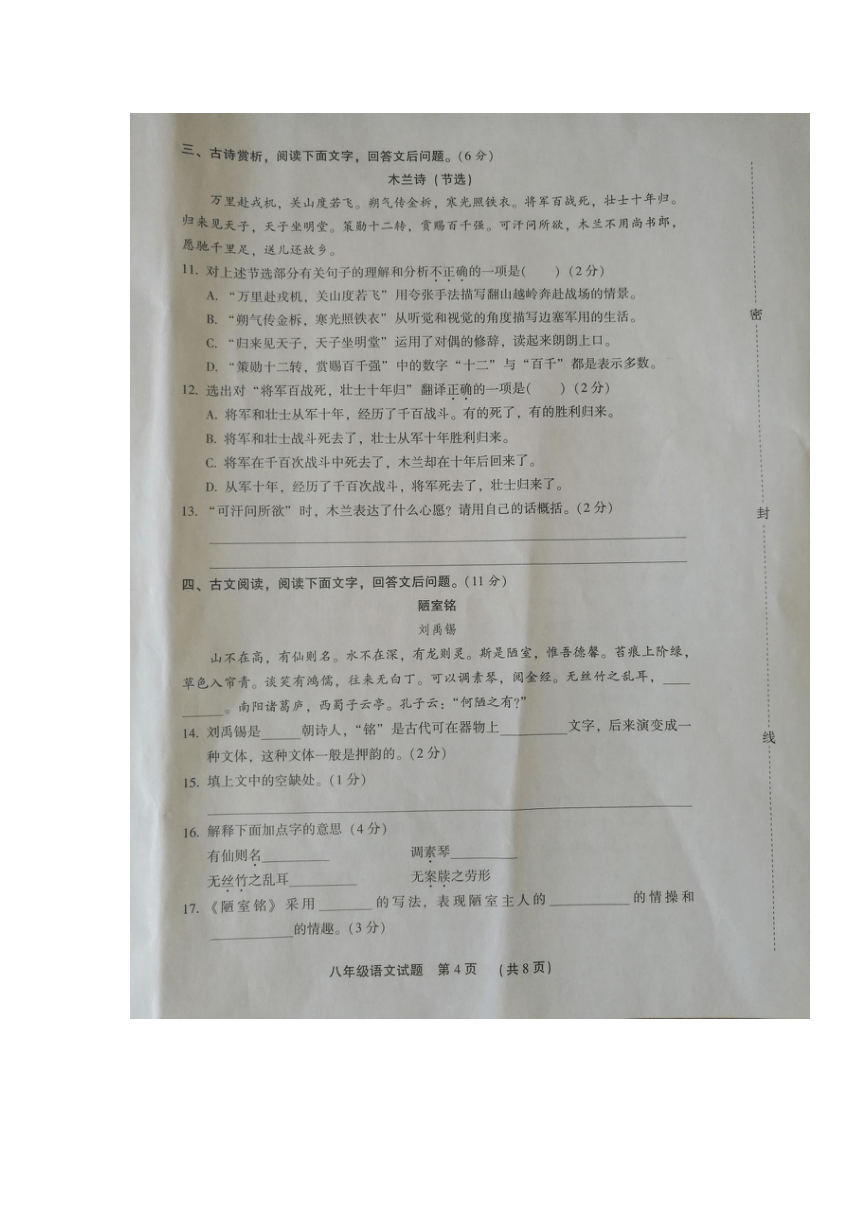 三、古诗赏析，阅读下面文字，回答文后问题。(6分)
木兰诗（节选）
万里赴戎机，关山度若飞。朔气传金柝，寒光照铁衣。将军百战死，壮士十年归。
归来见天子，天子坐明堂。策勋十二转，赏赐百千强。可汗问所欲，木兰不用尚书郎，
愿驰千里足，送儿还故乡。
11. 对上述节选部分有关句子的理解和分析不正确的一项是(　　)(2分)
A. “万里赴戎机，关山度若飞”用夸张手法描写翻山越岭奔赴战场的情景。
B. “朔气传金柝，寒光照铁衣”从听觉和视觉的角度描写边塞军用的生活。
C. “归来见天子，天子坐明堂”运用了对偶的修辞，读起来朗朗上口。
D. “策勋十二转，赏赐百千强”中的数字“十二”与“百千”都是表示多数。
12. 选出对“将军百战死，壮士十年归”翻译正确的一项是(　　)(2分)
A. 将军和壮士从军十年，经历了千百战斗。有的死了，有的胜利归来。
B. 将军和壮士战斗死去了，壮士从军十年胜利归来。
C. 将军在千百次战斗中死去了，木兰却在十年后回来了。
D. 从军十年，经历了千百次战斗，将军死去了，壮士归来了。
13. “可汗问所欲”时，木兰表达了什么心愿？请用自己的话概括。(2分)
四、古文阅读，阅读下面文字，回答文后问题。(11分)
陋室铭
刘禹锡
山不在高，有仙则名。水不在深，有龙则灵。斯是陋室，惟吾德馨。苔痕上阶绿，
草色入帘青。谈笑有鸿儒，往来无白丁。可以调素琴，阅金经。无丝竹之乱耳，____
______。南阳诸葛庐，西蜀子云亭。孔子云：“何陋之有？”
14. 刘禹锡是______朝诗人，“铭”是古代可在器物上__________文字，后来演变成一
种文体，这种文体一般是押韵的。(2分)
15. 填上文中的空缺处。(1分)
16. 解释下面加点字的意思(4分)
有仙则名__________　　调素琴__________
无丝竹之乱耳__________　　无案牍之劳形
17. 《陋室铭》采用________的写法，表现陋室主人的__________的情操和
__________的情趣。(3分)
八年级语文试题　第4页　(共8页)
密
封
线